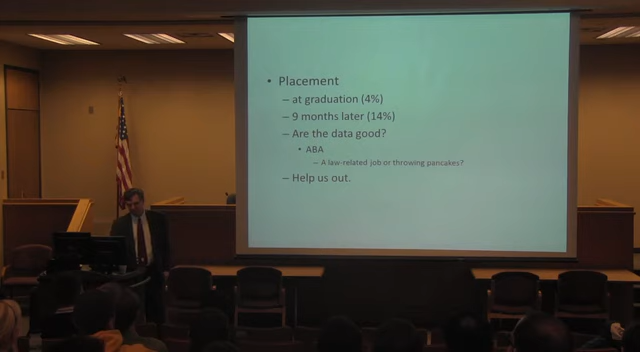 • Placement
– at graduation (4%)
– 9 months later (14%)
– Are the data good?
• ABA
– A law-related job or throwing pancakes?
– Help us out.